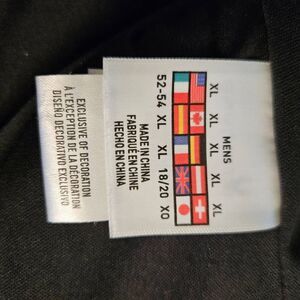 MENS
XL XL XL XL XL
52-54 XL XL 18/20 XO
MADE IN CHINA
FABRIQUÉ EN CHINE
HECHO EN CHINA
EXCLUSIVE OF DECORATION
À L'EXCEPTION DE LA DÉCORATION
DISEÑO DECORATIVO EXCLUSIVO